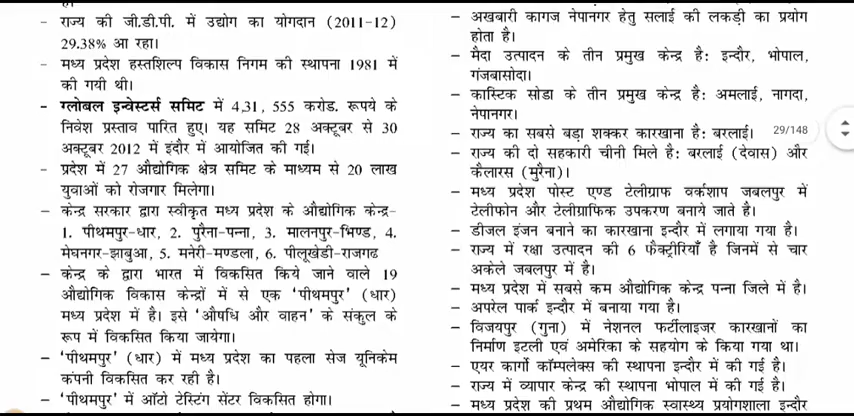 - राज्य की जी.डी.पी. में उद्योग का योगदान (2011-12)
29.38% आ रहा।
- मध्य प्रदेश हस्तशिल्प विकास निगम की स्थापना 1981 में
की गयी थी।
- ग्लोबल इन्वेस्टर्स समिट में 4,31, 555 करोड. रूपये के
निवेश प्रस्ताव पारित हुए। यह समिट 28 अक्टूबर से 30
अक्टूबर 2012 में इंदौर में आयोजित की गई।
- प्रदेश में 27 औद्योगिक क्षेत्र समिट के माध्यम से 20 लाख
युवाओं को रोजगार मिलेगा।
- केन्द्र सरकार द्वारा स्वीकृत मध्य प्रदेश के औद्योगिक केन्द्र-
1. पीथमपुर-धार, 2. पुरैना-पन्ना, 3. मालनपुर-भिण्ड, 4.
मेघनगर-झाबुआ, 5. मनेरी-मण्डला, 6. पीलूखेडी-राजगढ
- केन्द्र के द्वारा भारत में विकसित किये जाने वाले 19
औद्योगिक विकास केन्द्रों में से एक 'पीथमपुर' (धार)
मध्य प्रदेश में है। इसे 'औषधि और वाहन' के संकुल के
रूप में विकसित किया जायेगा।
- 'पीथमपुर' (धार) में मध्य प्रदेश का पहला सेज यूनिकेम
कंपनी विकसित कर रही है।
- 'पीथमपुर' में ऑटो टेस्टिंग सेंटर विकसित होगा।
- अखबारी कागज नेपानगर हेतु सलाई की लकड़ी का प्रयोग
होता है।
- मैदा उत्पादन के तीन प्रमुख केन्द्र है: इन्दौर, भोपाल,
गंजबासोदा।
- कास्टिक सोडा के तीन प्रमुख केन्द्र है: अमलाई, नागदा,
नेपानगर।
- राज्य का सबसे बड़ा शक्कर कारखाना है: बरलाई।
29/148
- राज्य की दो सहकारी चीनी मिले है: बरलाई (देवास) और
कैलारस (मुरैना)।
- मध्य प्रदेश पोस्ट एण्ड टेलीग्राफ वर्कशाप जबलपुर में
टेलीफोन और टेलीग्राफिक उपकरण बनाये जाते है।
- डीजल इंजन बनाने का कारखाना इन्दौर में लगाया गया है।
- राज्य में रक्षा उत्पादन की 6 फैक्ट्रीरियाँ है जिनमें से चार
अकेले जबलपुर में है।
- मध्य प्रदेश में सबसे कम औद्योगिक केन्द्र पन्ना जिले में है।
- अपरेल पार्क इन्दौर में बनाया गया है।
- विजयपुर (गुना) में नेशनल फर्टीलाइजर कारखानों का
निर्माण इटली एवं अमेरिका के सहयोग के किया गया था।
- एयर कार्गो कॉम्पलेक्स की स्थापना इन्दौर में की गई है।
- राज्य में व्यापार केन्द्र की स्थापना भोपाल में की गई है।
- मध्य प्रदेश की प्रथम औद्योगिक स्वास्थ्य प्रयोगशाला इन्दौर